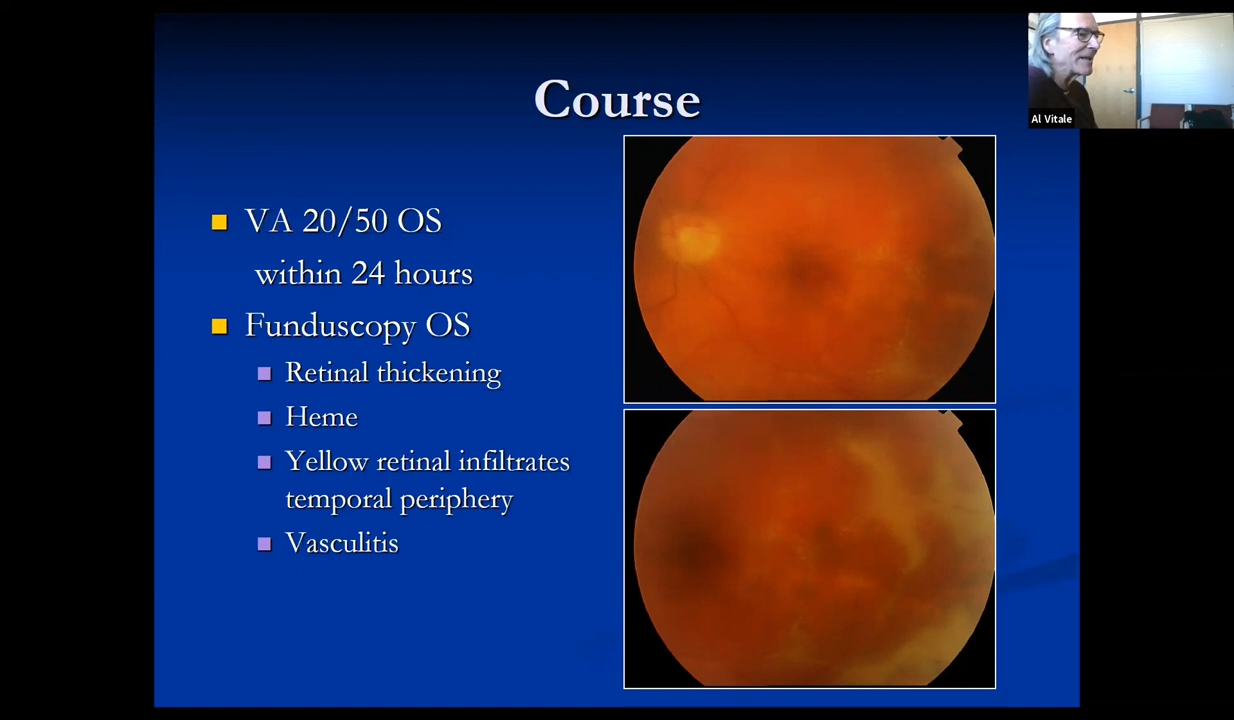 Course
Al Vitale
VA 20/50 OS
within 24 hours
Funduscopy OS
Retinal thickening
Heme
Yellow retinal infiltrates
temporal periphery
Vasculitis